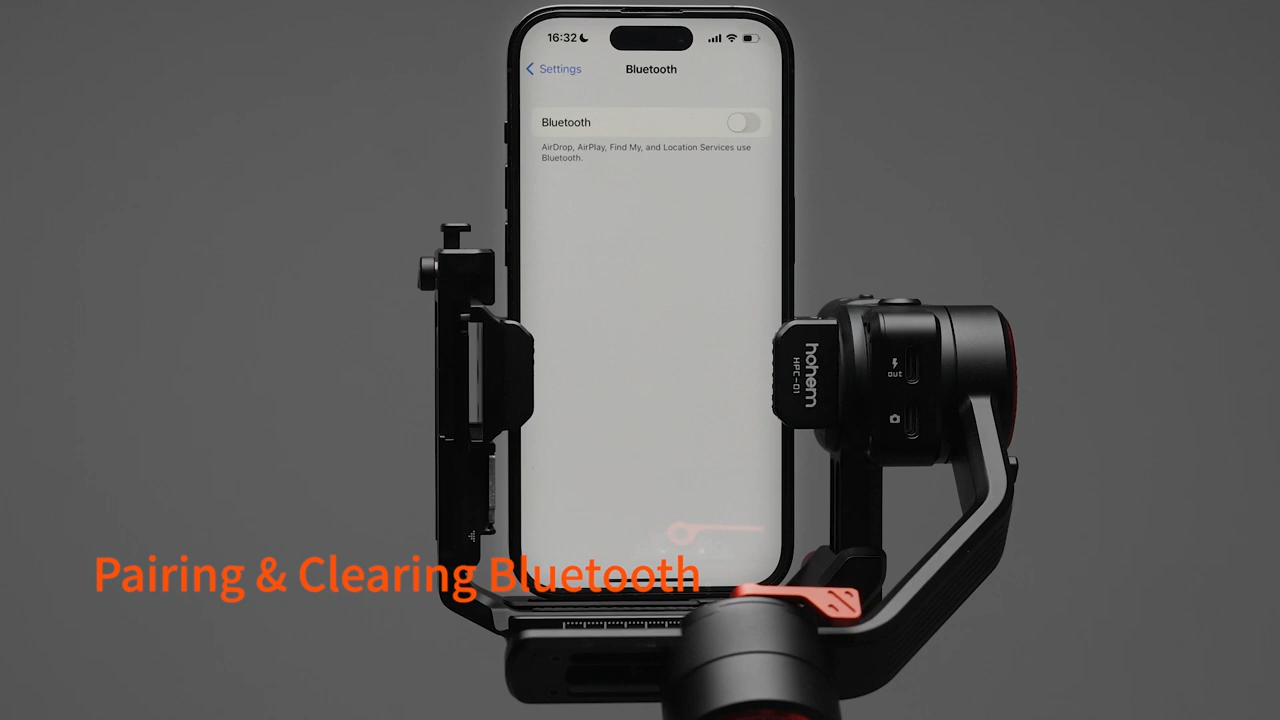 16:32
Settings
Bluetooth
Bluetooth
AirDrop, AirPlay, Find My, and Location Services use
Bluetooth.
hohem
HPC-01
out
Pairing & Clearing Bluetooth